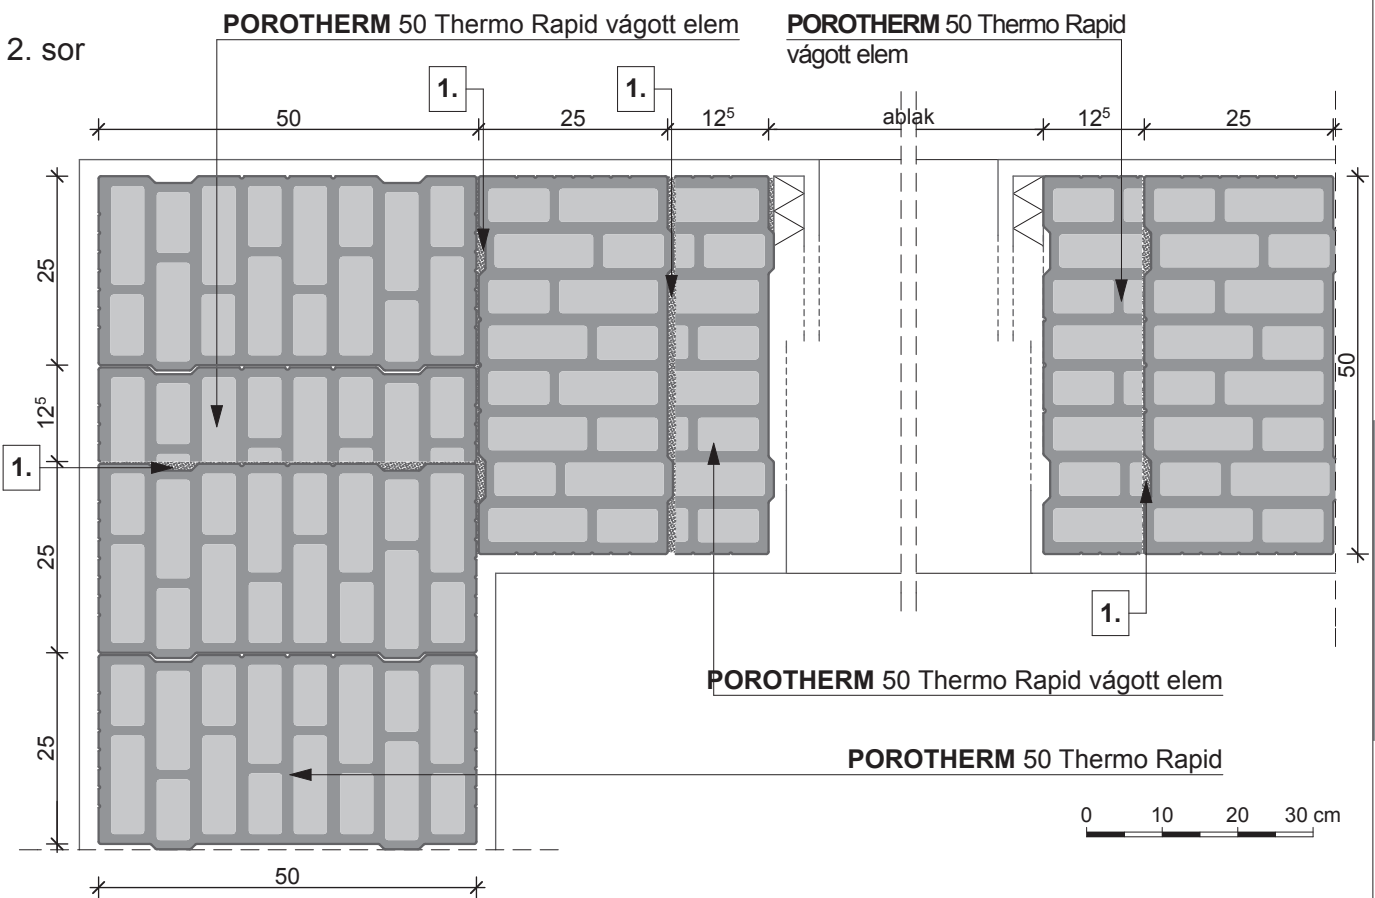 POROTHERM 50 Thermo Rapid vágott elem
POROTHERM 50 Thermo Rapid
vágott elem
2. sor
1.
1.
50
25
12⁵
ablak
12⁵
25
25
12⁵
25
25
50
1.
1.
POROTHERM 50 Thermo Rapid vágott elem
POROTHERM 50 Thermo Rapid
0 10 20 30 cm
50